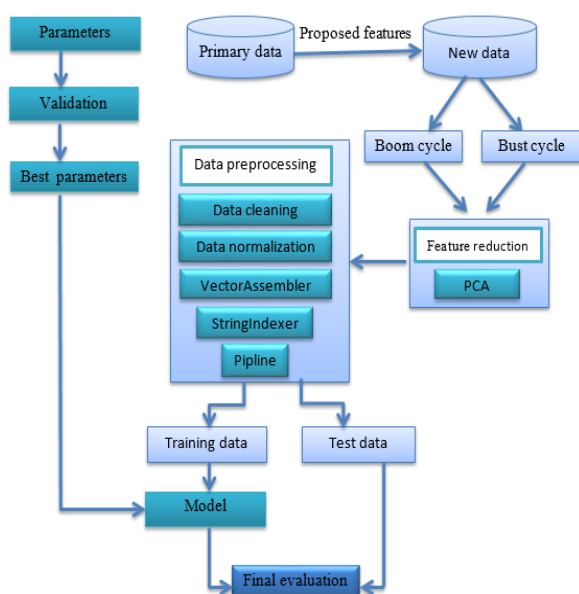 Parameters
Validation
Best parameters
Primary data
Proposed features
New data
Boom cycle
Bust cycle
Feature reduction
PCA
Data preprocessing
Data cleaning
Data normalization
VectorAssembler
StringIndexer
Pipline
Training data
Test data
Model
Final evaluation